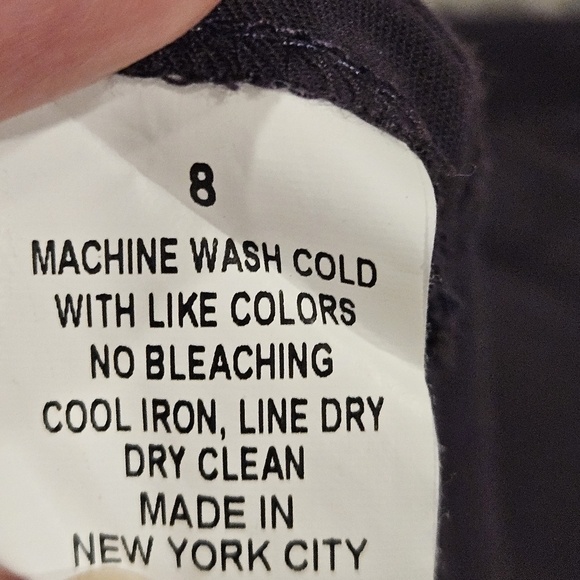 8
MACHINE WASH COLD
WITH LIKE COLORS
NO BLEACHING
COOL IRON, LINE DRY
DRY CLEAN
MADE IN
NEW YORK CITY